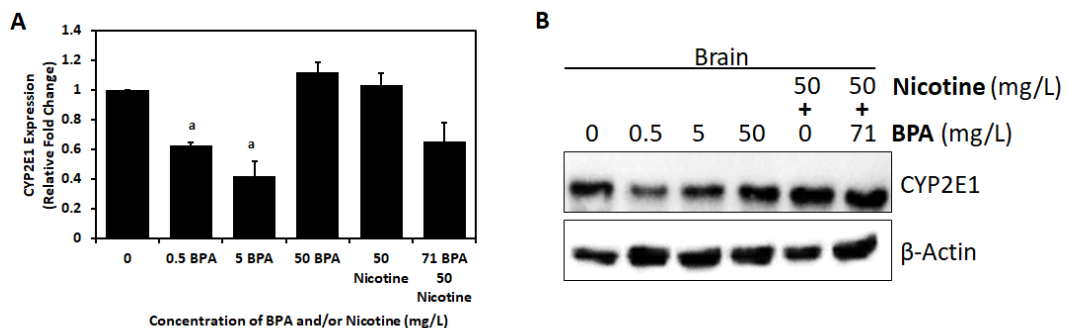 A
CYP2E1 Expression
(Relative Fold Change)
1.4
1.2
1
0.8
0.6
0.4
0.2
0
a
a
0
0.5 BPA
5 BPA
50 BPA
50
Nicotine
71 BPA
50
Nicotine
Concentration of BPA and/or Nicotine (mg/L)
B
Brain
50 50 Nicotine (mg/L)
+ +
0 0.5 5 50 0 71 BPA (mg/L)
CYP2E1
β-Actin